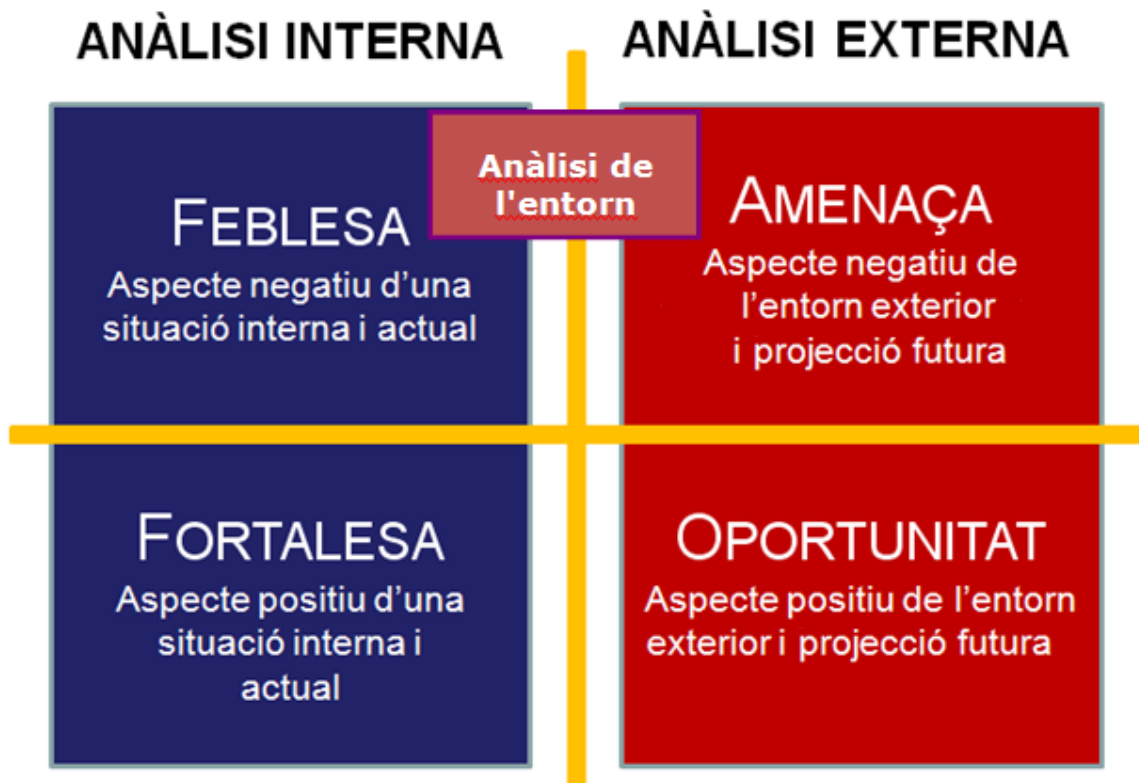 ANÀLISI INTERNA
ANÀLISI EXTERNA
Anàlisi de
l'entorn
FEBLESA
Aspecte negatiu d’una
situació interna i actual
AMENAÇA
Aspecte negatiu de
l’entorn exterior
i projecció futura
FORTALESA
Aspecte positiu d’una
situació interna i
actual
OPORTUNITAT
Aspecte positiu de l’entorn
exterior i projecció futura